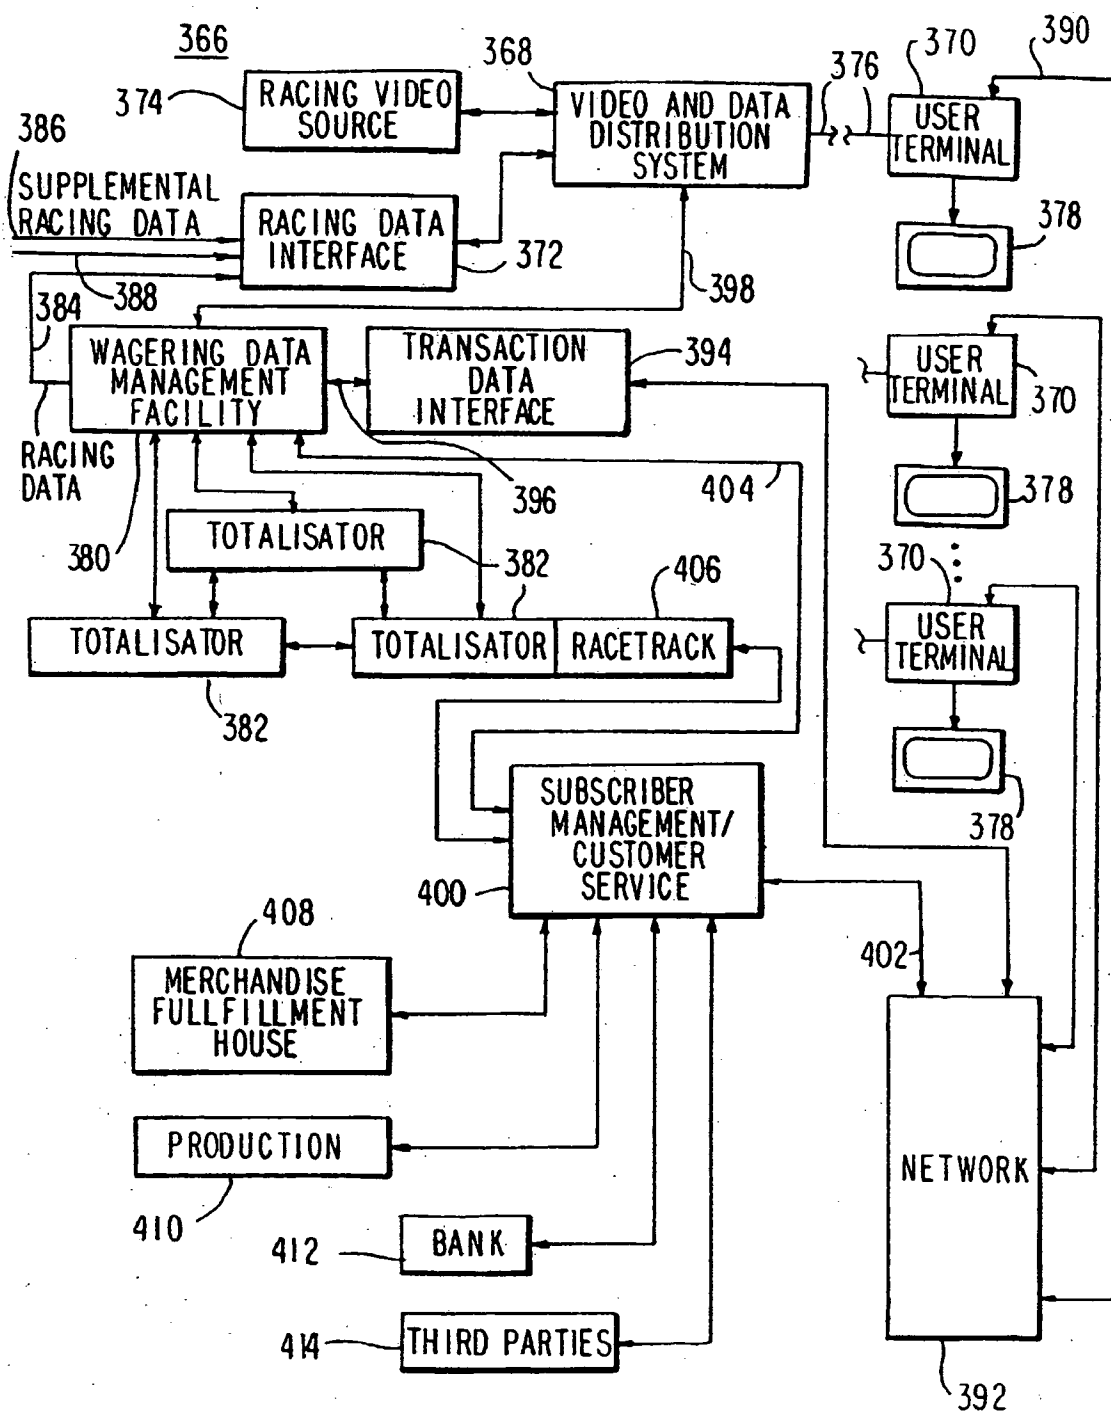 366
368
370
390
374
RACING VIDEO
SOURCE
VIDEO AND DATA
DISTRIBUTION
SYSTEM
376
USER
TERMINAL
386
SUPPLEMENTAL
RACING DATA
RACING DATA
INTERFACE
372
378
388
398
384
WAGERING DATA
MANAGEMENT
FACILITY
TRANSACTION
DATA
INTERFACE
394
USER
TERMINAL
370
RACING
DATA
396
404
378
380
TOTALISATOR
382
406
370
TOTALISATOR
TOTALISATOR
RACETRACK
USER
TERMINAL
382
378
SUBSCRIBER
MANAGEMENT/
CUSTOMER
SERVICE
400
408
402
MERCHANDISE
FULLFILLMENT
HOUSE
PRODUCTION
410
NETWORK
412
BANK
414
THIRD PARTIES
392